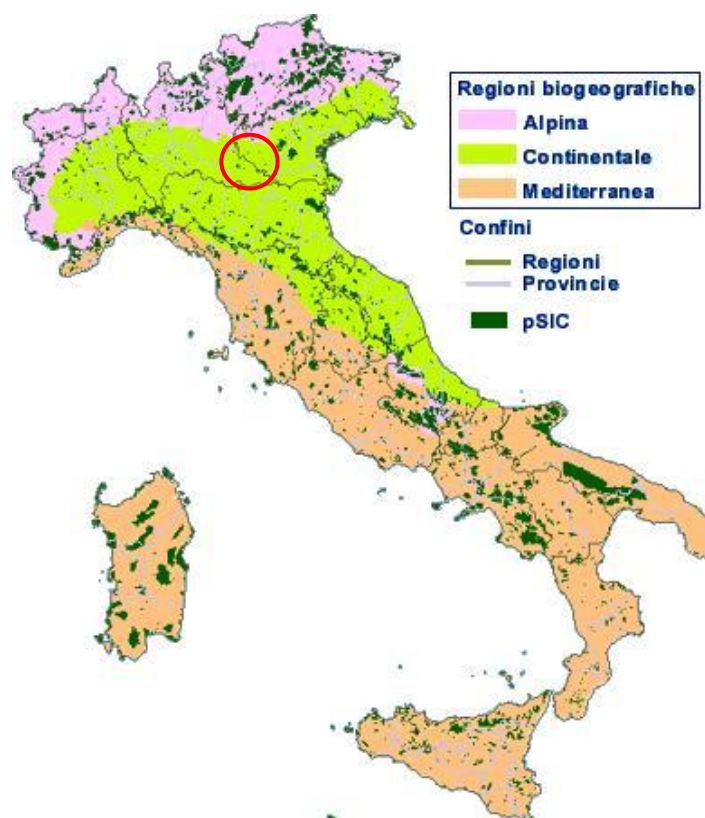 Regioni biogeografiche
Alpina
Continentale
Mediterranea
Confini
Regioni
Provincie
pSIC